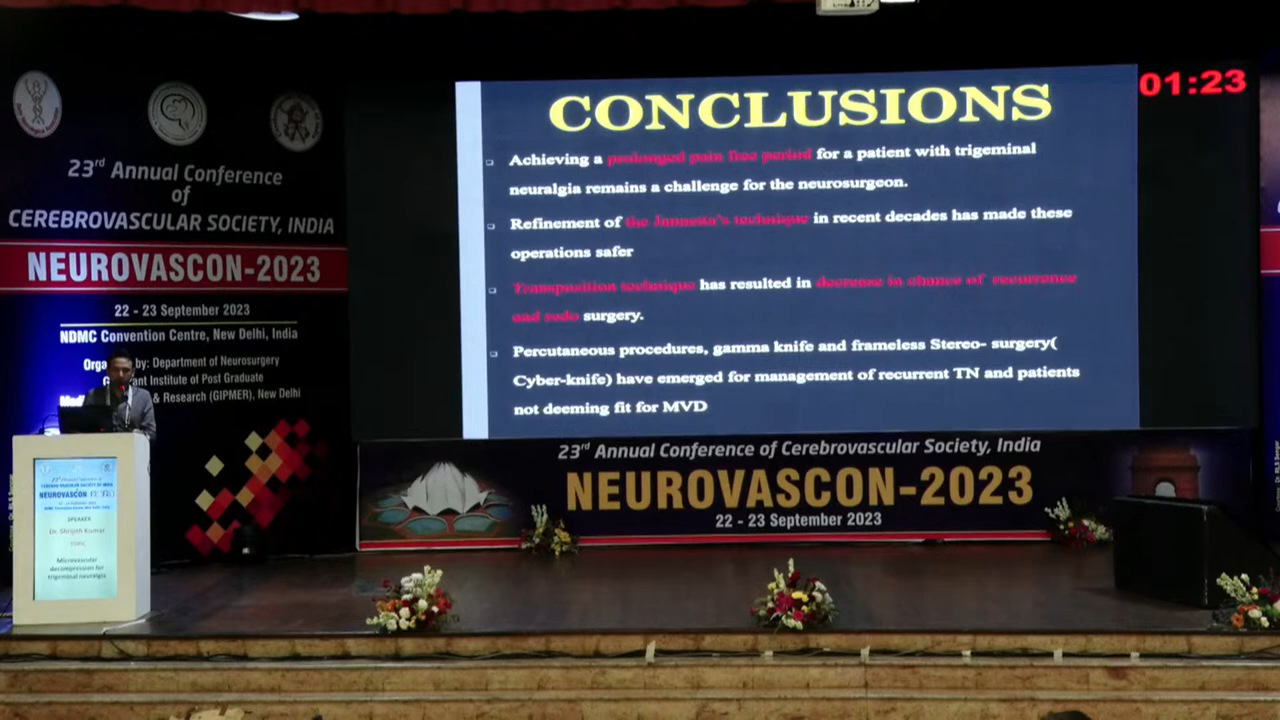 23rd Annual Conference
of
CEREBROVASCULAR SOCIETY, INDIA
NEUROVASCON-2023
22 - 23 September 2023
NDMC Convention Centre, New Delhi, India
by: Department of Neurosurgery
Institute of Post Graduate
& Research (GIPMER), New Delhi
CONCLUSIONS
Achieving a prolonged pain free period for a patient with trigeminal
neuralgia remains a challenge for the neurosurgeon.
Refinement of the Jannetta's technique in recent decades has made these
operations safer
Transposition technique has resulted in decrease in chance of recurrence
and redo surgery.
Percutaneous procedures, gamma knife and frameless Stereo- surgery(
Cyber-knife) have emerged for management of recurrent TN and patients
not deeming fit for MVD
01:23
23rd Annual Conference of Cerebrovascular Society, India
NEUROVASCON-2023
22 - 23 September 2023
NEUROVASCON
SPEAKER
Dr. Shrijith Kumar
TOPIC
Microvascular
decompression for
trigeminal neuralgia